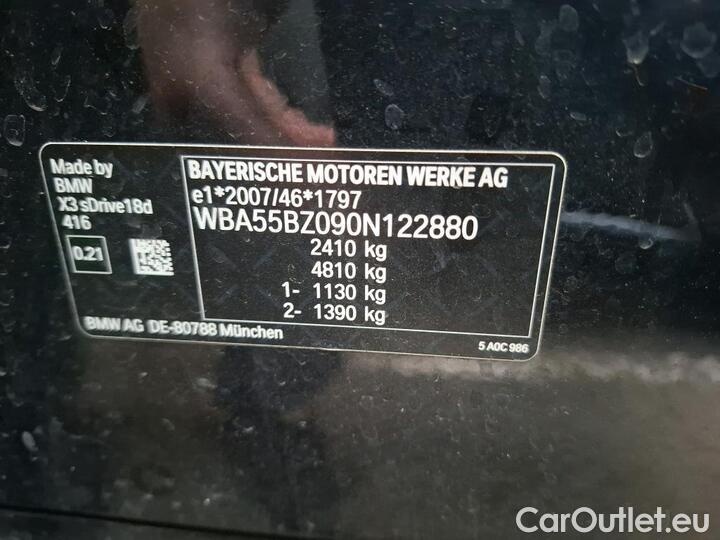 Made by
BMW
X3 sDrive18d
416
0.21
BAYERISCHE MOTOREN WERKE AG
e1*2007/46*1797
WBA55BZ090N122880
2410 kg
4810 kg
1- 1130 kg
2- 1390 kg
BMW AG DE-80788 München
5 A0C 986
CarOutlet.eu